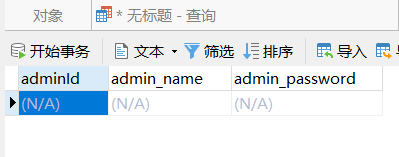 对象 * 无标题 - 查询
开始事务 文本 筛选 排序 导入
adminId admin_name admin_password
(N/A) (N/A) (N/A)